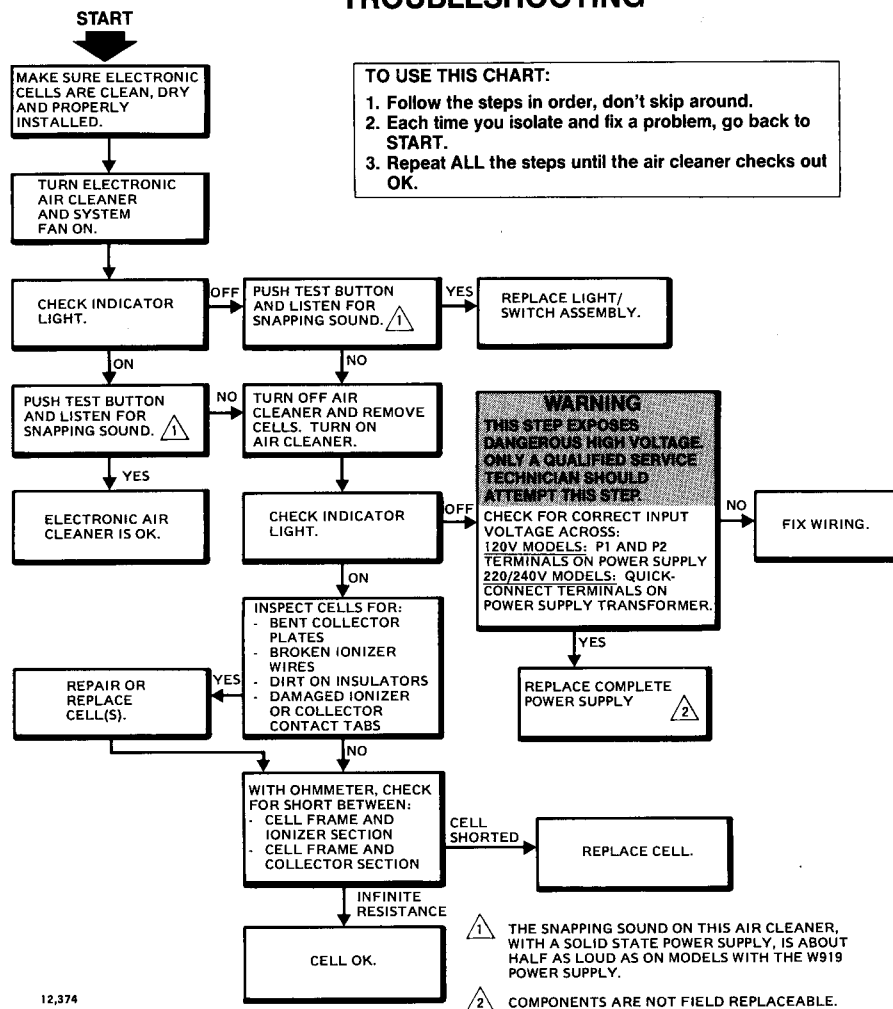 TROUBLESHOOTING
START
MAKE SURE ELECTRONIC
CELLS ARE CLEAN, DRY
AND PROPERLY
INSTALLED.
TO USE THIS CHART:
1. Follow the steps in order, don't skip around.
2. Each time you isolate and fix a problem, go back to
START.
3. Repeat ALL the steps until the air cleaner checks out
OK.
TURN ELECTRONIC
AIR CLEANER
AND SYSTEM
FAN ON.
CHECK INDICATOR
LIGHT.
OFF
PUSH TEST BUTTON
AND LISTEN FOR
SNAPPING SOUND. 1
YES
REPLACE LIGHT/
SWITCH ASSEMBLY.
ON
NO
PUSH TEST BUTTON
AND LISTEN FOR
SNAPPING SOUND. 1
NO
TURN OFF AIR
CLEANER AND REMOVE
CELLS. TURN ON
AIR CLEANER.
YES
ELECTRONIC AIR
CLEANER IS OK.
CHECK INDICATOR
LIGHT.
OFF
WARNING
THIS STEP EXPOSES
DANGEROUS HIGH VOLTAGE.
ONLY A QUALIFIED SERVICE
TECHNICIAN SHOULD
ATTEMPT THIS STEP.
CHECK FOR CORRECT INPUT
VOLTAGE ACROSS:
120V MODELS: P1 AND P2
TERMINALS ON POWER SUPPLY
220/240V MODELS: QUICK-
CONNECT TERMINALS ON
POWER SUPPLY TRANSFORMER.
NO
FIX WIRING.
YES
REPLACE COMPLETE
POWER SUPPLY 2
ON
INSPECT CELLS FOR:
- BENT COLLECTOR
PLATES
- BROKEN IONIZER
WIRES
- DIRT ON INSULATORS
- DAMAGED IONIZER
OR COLLECTOR
CONTACT TABS
YES
REPAIR OR
REPLACE
CELL(S).
NO
WITH OHMMETER, CHECK
FOR SHORT BETWEEN:
- CELL FRAME AND
IONIZER SECTION
- CELL FRAME AND
COLLECTOR SECTION
CELL
SHORTED
REPLACE CELL.
INFINITE
RESISTANCE
CELL OK.
1 THE SNAPPING SOUND ON THIS AIR CLEANER,
WITH A SOLID STATE POWER SUPPLY, IS ABOUT
HALF AS LOUD AS ON MODELS WITH THE W919
POWER SUPPLY.
2 COMPONENTS ARE NOT FIELD REPLACEABLE.
12,374